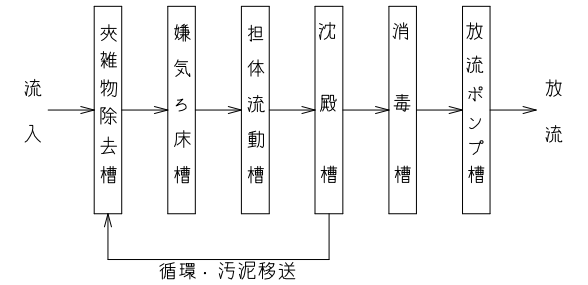 流入
夾雑物除去槽
嫌気ろ床槽
担体流動槽
沈殿槽
消毒槽
放流ポンプ槽
放流
循環・汚泥移送